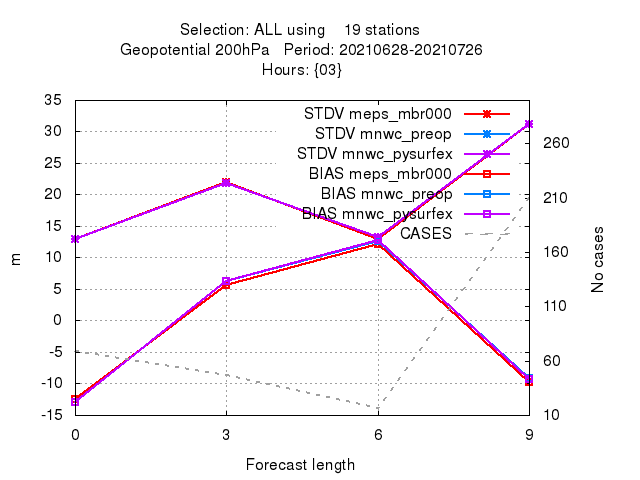 Selection: ALL using    19 stations
Geopotential 200hPa   Period: 20210628-20210726
Hours: {03}
35
30
25
20
15
10
5
0
-5
-10
-15
m
STDV meps_mbr000
STDV mnwc_preop
STDV mnwc_pysurfex
BIAS meps_mbr000
BIAS mnwc_preop
BIAS mnwc_pysurfex
CASES
260
210
160
110
60
10
No cases
0 3 6 9
Forecast length